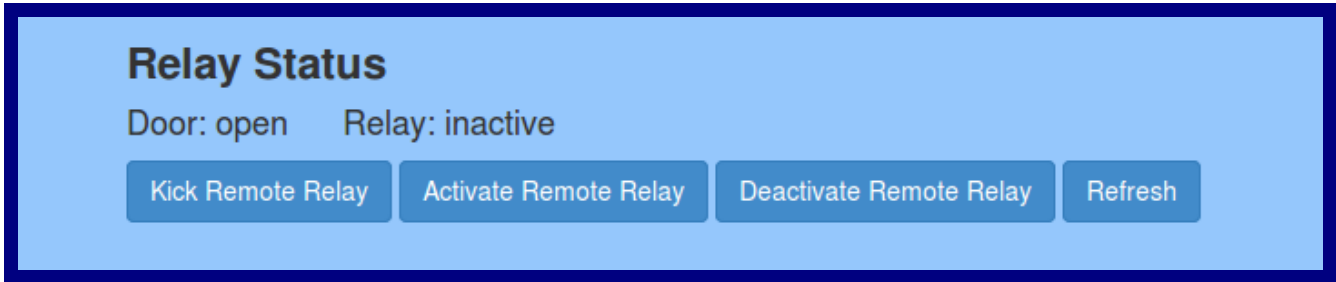 Relay Status
Door: open Relay: inactive
Kick Remote Relay Activate Remote Relay Deactivate Remote Relay Refresh